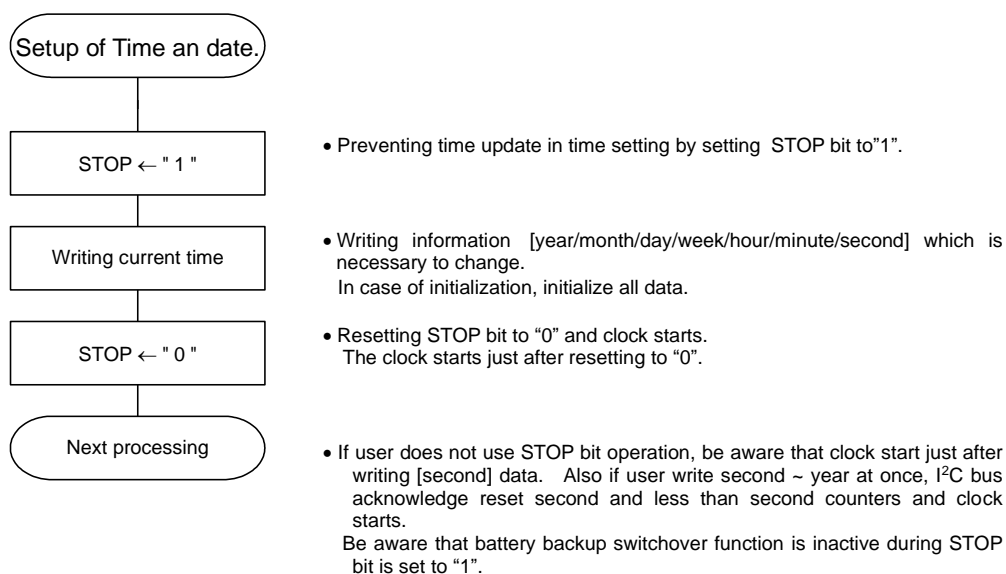 Setup of Time an date.
STOP ← " 1 "
• Preventing time update in time setting by setting STOP bit to”1”.
Writing current time
• Writing information [year/month/day/week/hour/minute/second] which is
necessary to change.
In case of initialization, initialize all data.
STOP ← " 0 "
• Resetting STOP bit to “0” and clock starts.
The clock starts just after resetting to “0”.
Next processing
• If user does not use STOP bit operation, be aware that clock start just after
writing [second] data. Also if user write second ~ year at once, I²C bus
acknowledge reset second and less than second counters and clock
starts.
Be aware that battery backup switchover function is inactive during STOP
bit is set to “1”.